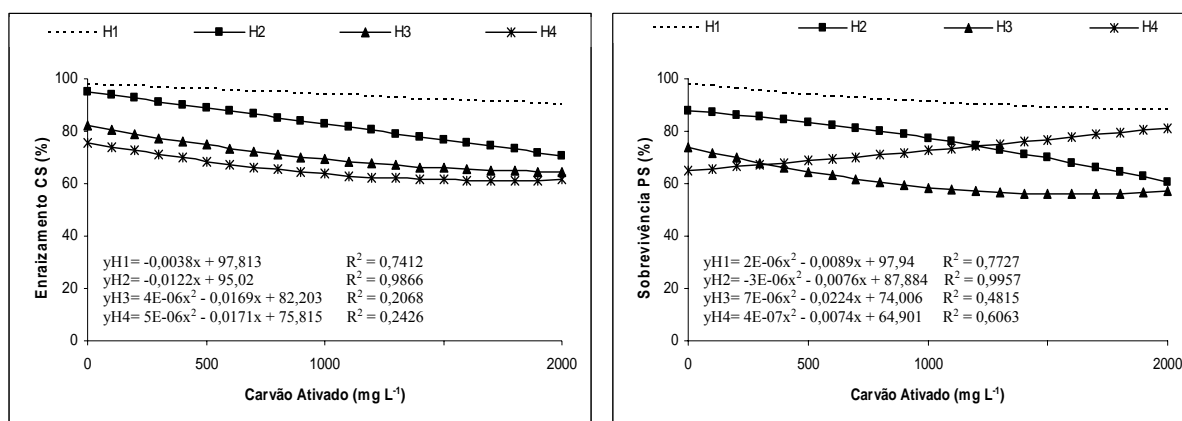 H1 H2 H3 H4
Enraizamento CS (%)
100
80
60
40
20
0
yH1= -0,0038x + 97,813 R² = 0,7412
yH2= -0,0122x + 95,02 R² = 0,9866
yH3= 4E-06x² - 0,0169x + 82,203 R² = 0,2068
yH4= 5E-06x² - 0,0171x + 75,815 R² = 0,2426
0 500 1000 2000
Carvão Ativado (mg L⁻¹)
H1 H2 H3 H4
Sobrevivência PS (%)
100
80
60
40
20
0
yH1= 2E-06x² - 0,0089x + 97,94 R² = 0,7727
yH2= -3E-06x² - 0,0076x + 87,884 R² = 0,9957
yH3= 7E-06x² - 0,0224x + 74,006 R² = 0,4815
yH4= 4E-07x² - 0,0074x + 64,901 R² = 0,6063
0 500 1000 2000
Carvão Ativado (mg L⁻¹)